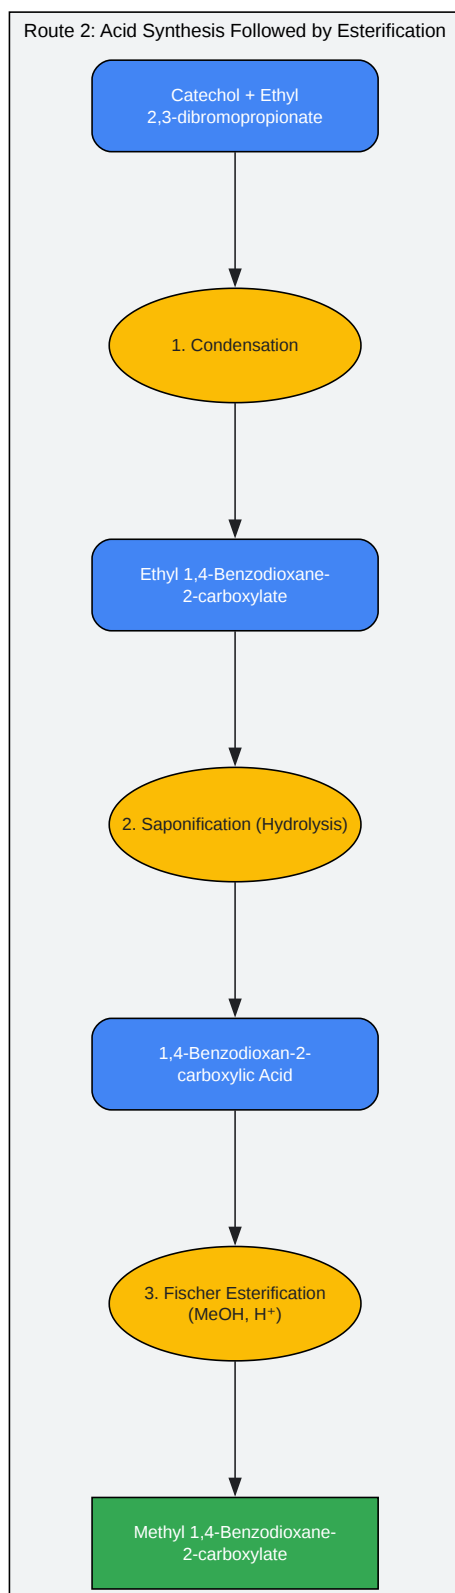 Route 2: Acid Synthesis Followed by Esterification
Catechol + Ethyl
2,3-dibromopropionate
1. Condensation
Ethyl 1,4-Benzodioxane-
2-carboxylate
2. Saponification (Hydrolysis)
1,4-Benzodioxan-2-
carboxylic Acid
3. Fischer Esterification
(MeOH, H⁺)
Methyl 1,4-Benzodioxane-
2-carboxylate